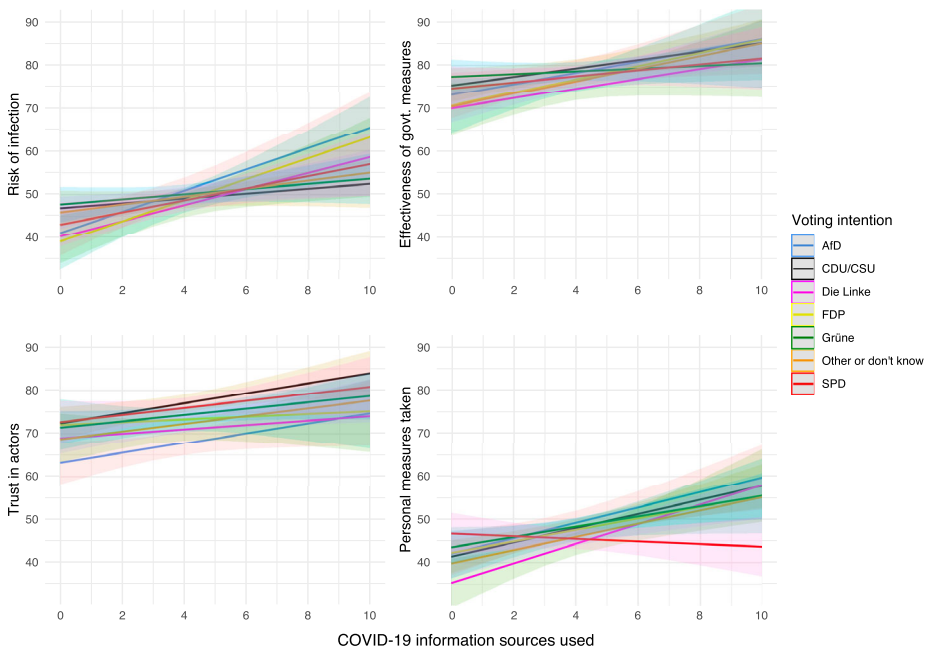 90
80
70
60
50
40
Risk of infection
0 2 4 6 8 10
90
80
70
60
50
40
Effectiveness of govt. measures
0 2 4 6 8 10
90
80
70
60
50
40
Trust in actors
0 2 4 6 8 10
90
80
70
60
50
40
Personal measures taken
0 2 4 6 8 10
COVID-19 information sources used
Voting intention
AfD
CDU/CSU
Die Linke
FDP
Grüne
Other or don't know
SPD